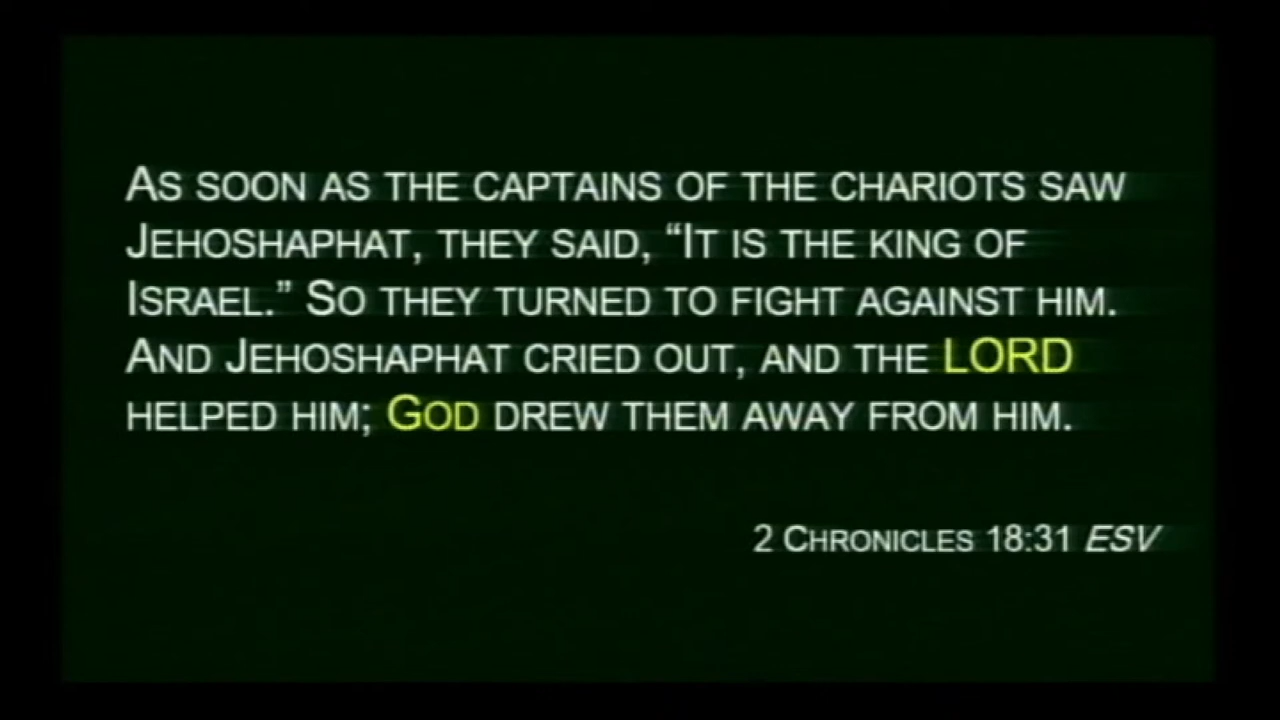 As soon as the captains of the chariots saw
Jehoshaphat, they said, “It is the king of
Israel.” So they turned to fight against him.
And Jehoshaphat cried out, and the LORD
helped him; God drew them away from him.
2 Chronicles 18:31 ESV